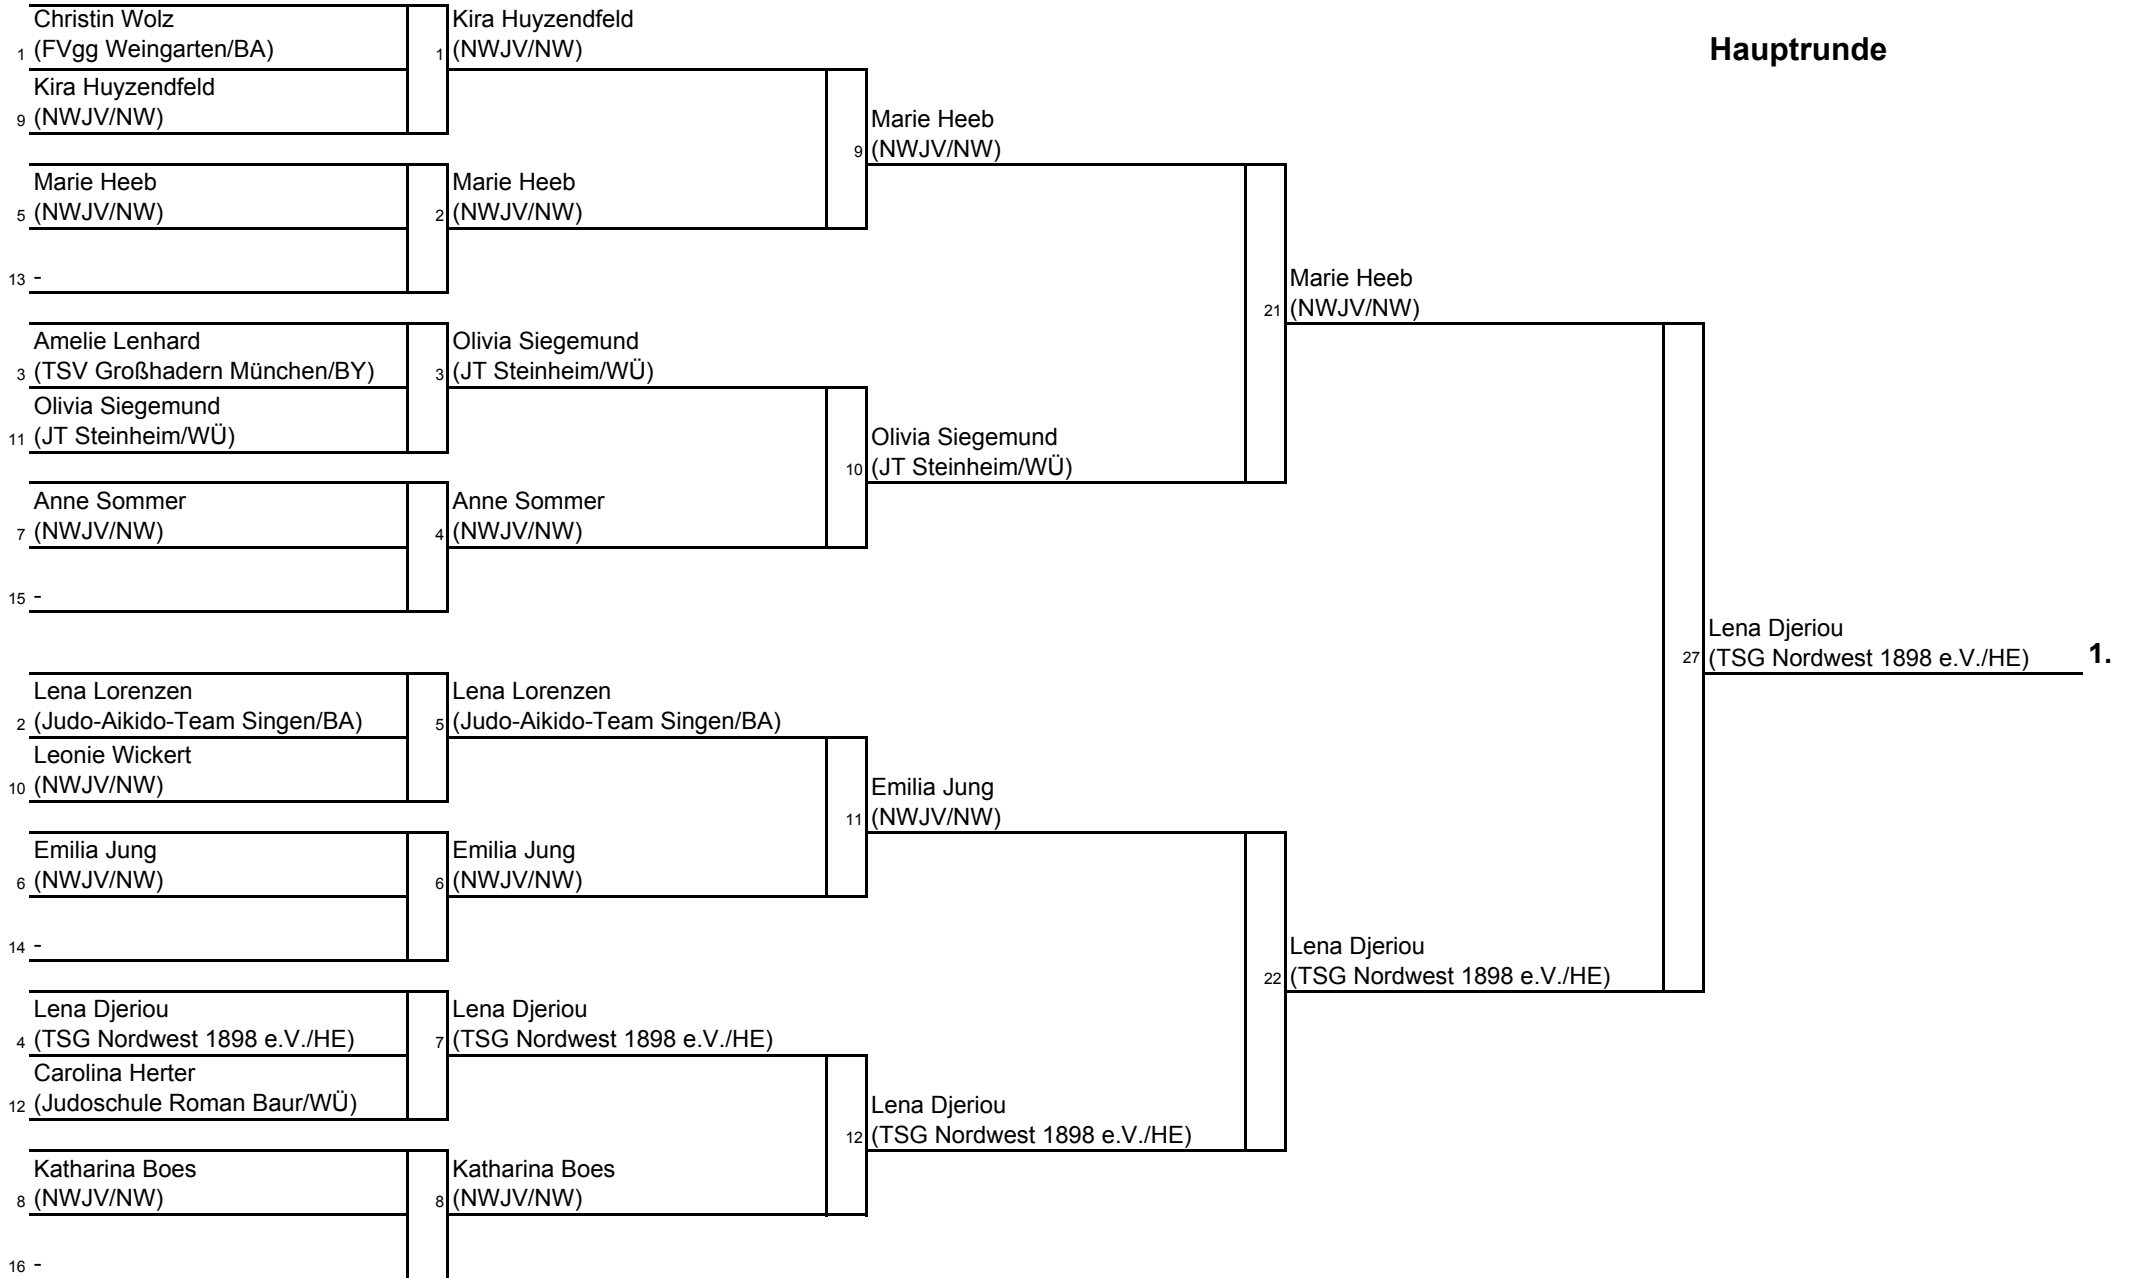 Hauptrunde
Christin Wolz
1 (FVgg Weingarten/BA)
Kira Huyzendfeld
9 (NWJV/NW)
Marie Heeb
5 (NWJV/NW)
13 -
Amelie Lenhard
3 (TSV Großhadern München/BY)
Olivia Siegemund
11 (JT Steinheim/WÜ)
Anne Sommer
7 (NWJV/NW)
15 -
Lena Lorenzen
2 (Judo-Aikido-Team Singen/BA)
Leonie Wickert
10 (NWJV/NW)
Emilia Jung
6 (NWJV/NW)
14 -
Lena Djeriou
4 (TSG Nordwest 1898 e.V./HE)
Carolina Herter
12 (Judoschule Roman Baur/WÜ)
Katharina Boes
8 (NWJV/NW)
16 -
Kira Huyzendfeld
1 (NWJV/NW)
Marie Heeb
2 (NWJV/NW)
Olivia Siegemund
3 (JT Steinheim/WÜ)
Anne Sommer
4 (NWJV/NW)
Lena Lorenzen
5 (Judo-Aikido-Team Singen/BA)
Emilia Jung
6 (NWJV/NW)
Lena Djeriou
7 (TSG Nordwest 1898 e.V./HE)
Katharina Boes
8 (NWJV/NW)
Marie Heeb
9 (NWJV/NW)
Olivia Siegemund
10 (JT Steinheim/WÜ)
Emilia Jung
11 (NWJV/NW)
Lena Djeriou
12 (TSG Nordwest 1898 e.V./HE)
Marie Heeb
21 (NWJV/NW)
Lena Djeriou
22 (TSG Nordwest 1898 e.V./HE)
Lena Djeriou
27 (TSG Nordwest 1898 e.V./HE) 1.